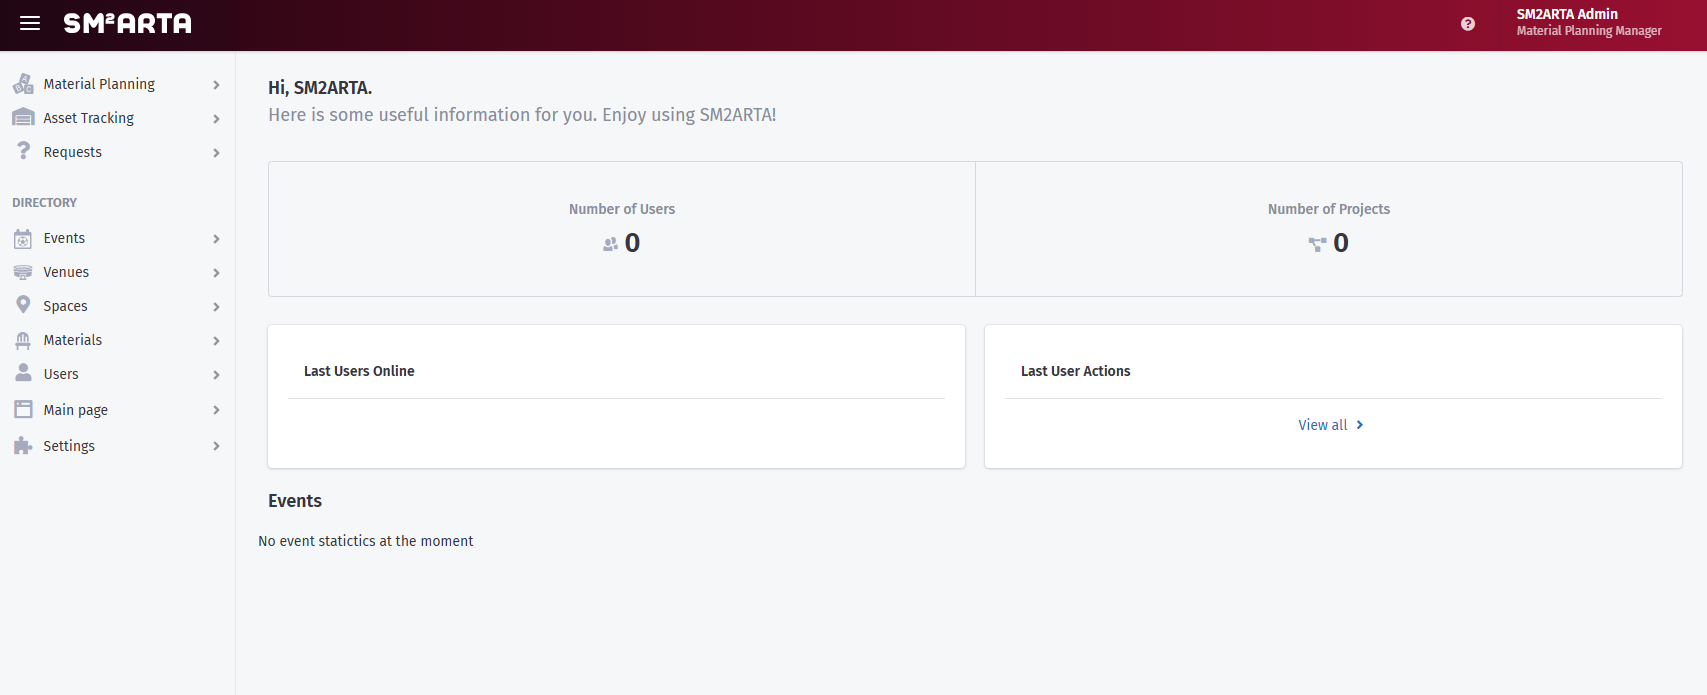 SM²ARTA
SM2ARTA Admin
Material Planning Manager
Material Planning
Asset Tracking
Requests
DIRECTORY
Events
Venues
Spaces
Materials
Users
Main page
Settings
Hi, SM2ARTA.
Here is some useful information for you. Enjoy using SM2ARTA!
Number of Users
0
Number of Projects
0
Last Users Online
Last User Actions
View all
Events
No event statictics at the moment